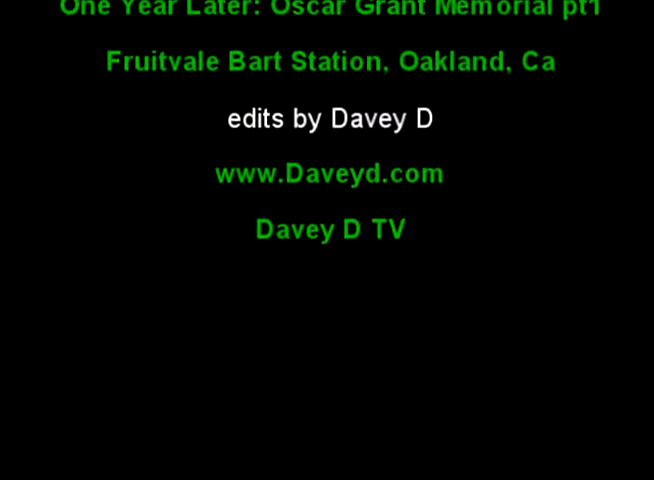 One Year Later: Oscar Grant Memorial pt1
Fruitvale Bart Station, Oakland, Ca
edits by Davey D
www.Daveyd.com
Davey D TV